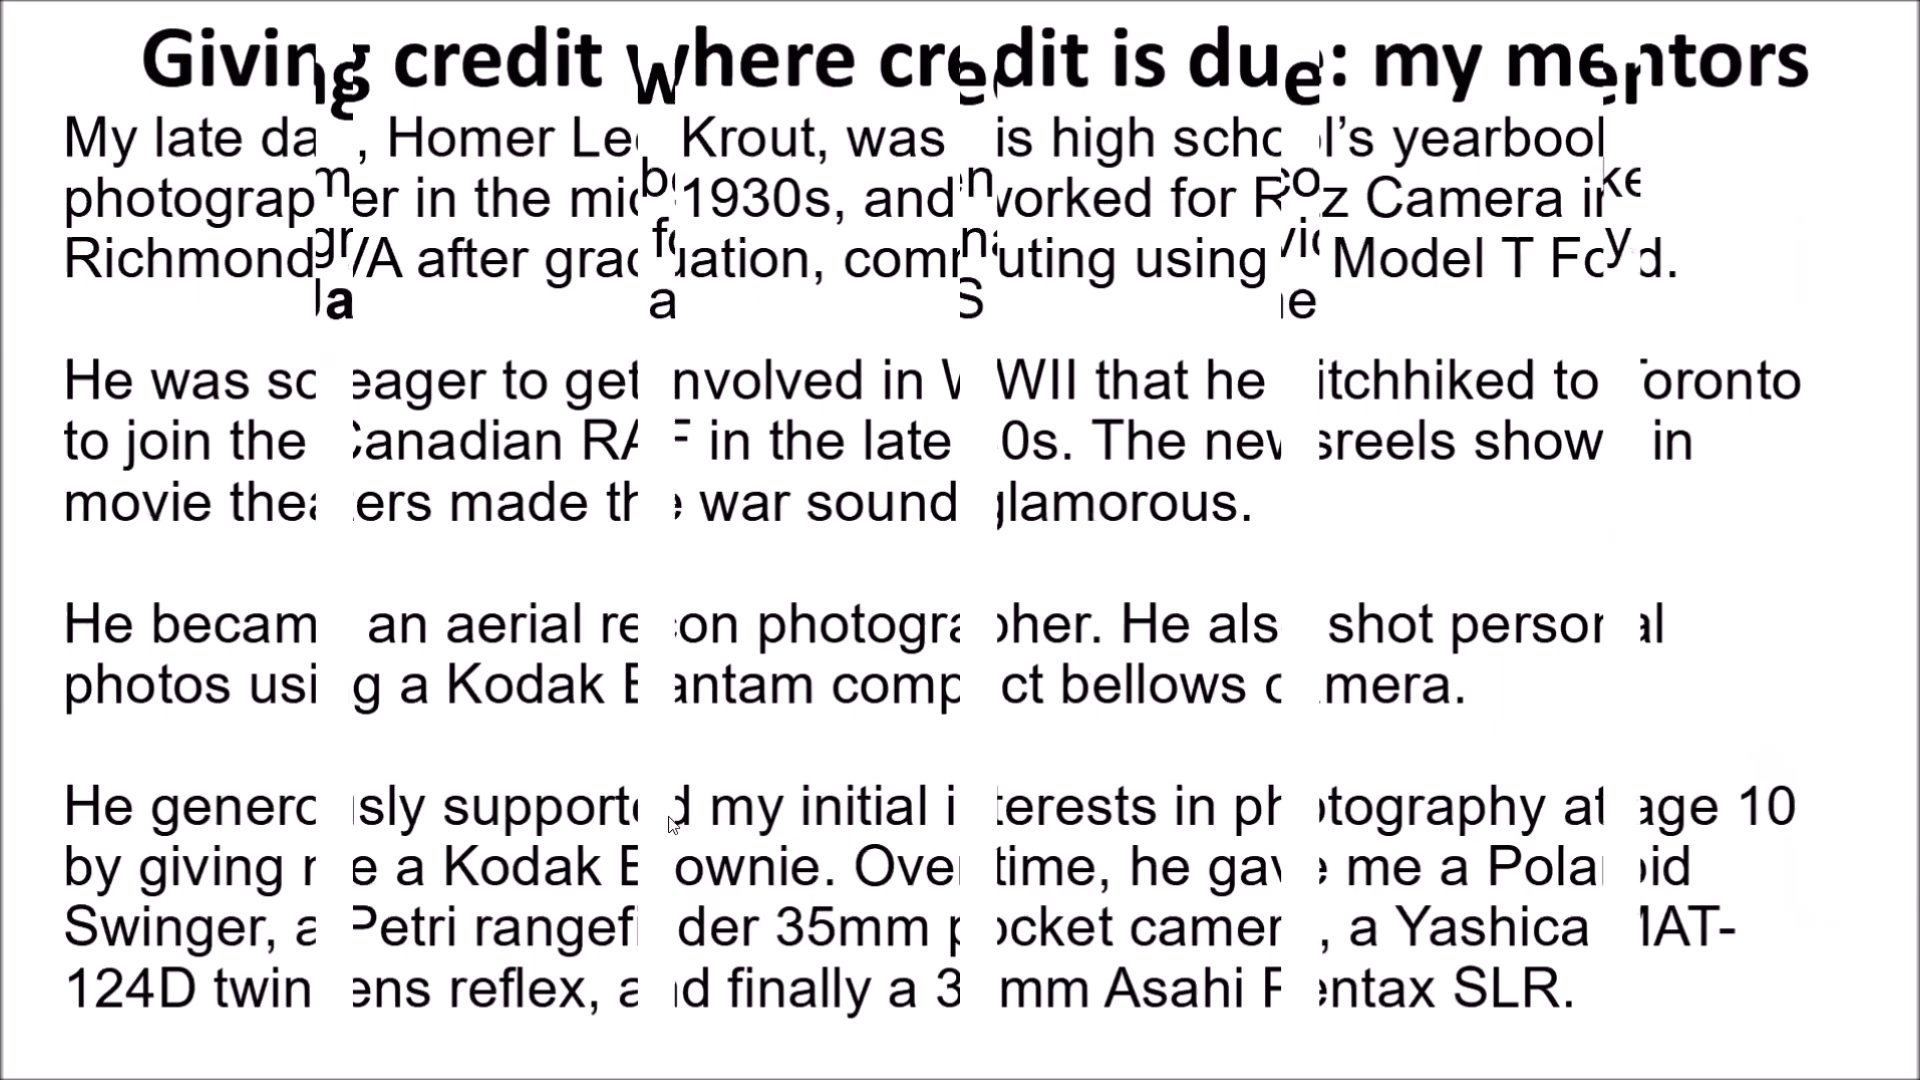 Giving credit where credit is due: my mentors
My late dad, Homer Lee Krout, was his high school’s yearbook
photographer in the mid 1930s, and worked for Camera in
Richmond VA after graduation, commuting using Model T Ford.
He was so eager to get involved in WWII that he hitchhiked to Toronto
to join the Canadian RAF in the late 30s. The newsreels shown in
movie theaters made the war sound glamorous.
He became an aerial recon photographer. He also shot personal
photos using a Kodak Bantam compact bellows camera.
He generously supported my initial interests in photography at age 10
by giving me a Kodak Brownie. Over time, he gave me a Polaroid
Swinger, a Petri rangefinder 35mm pocket camera, a Yashica MAT-
124D twin lens reflex, and finally a 35mm Asahi Pentax SLR.